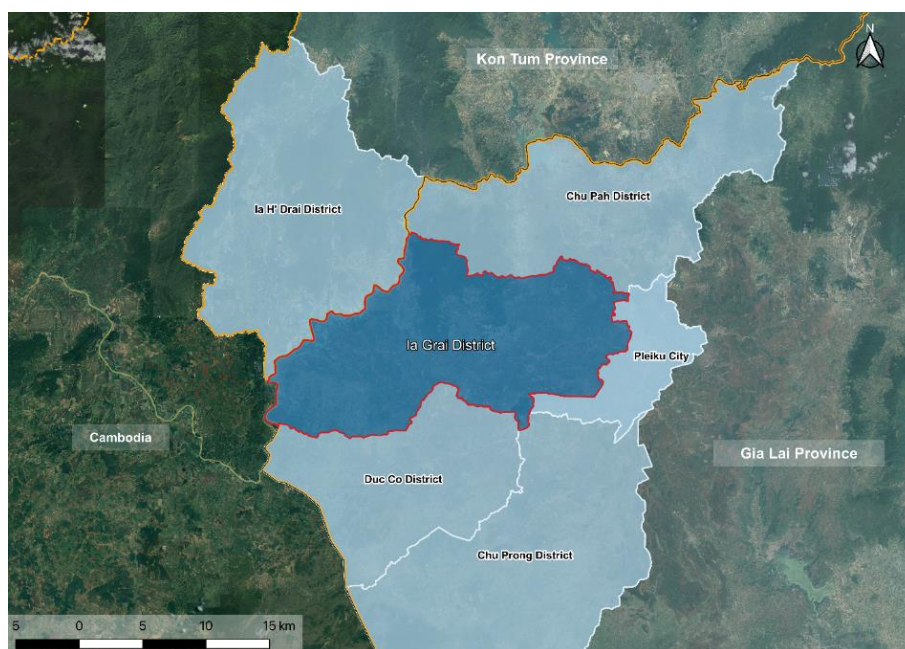 N
Kon Tum Province
Chu Pah District
Ia H' Drai District
Ia Grai District
Pleiku City
Cambodia
Gia Lai Province
Duc Co District
Chu Prong District
5 0 5 10 15 km